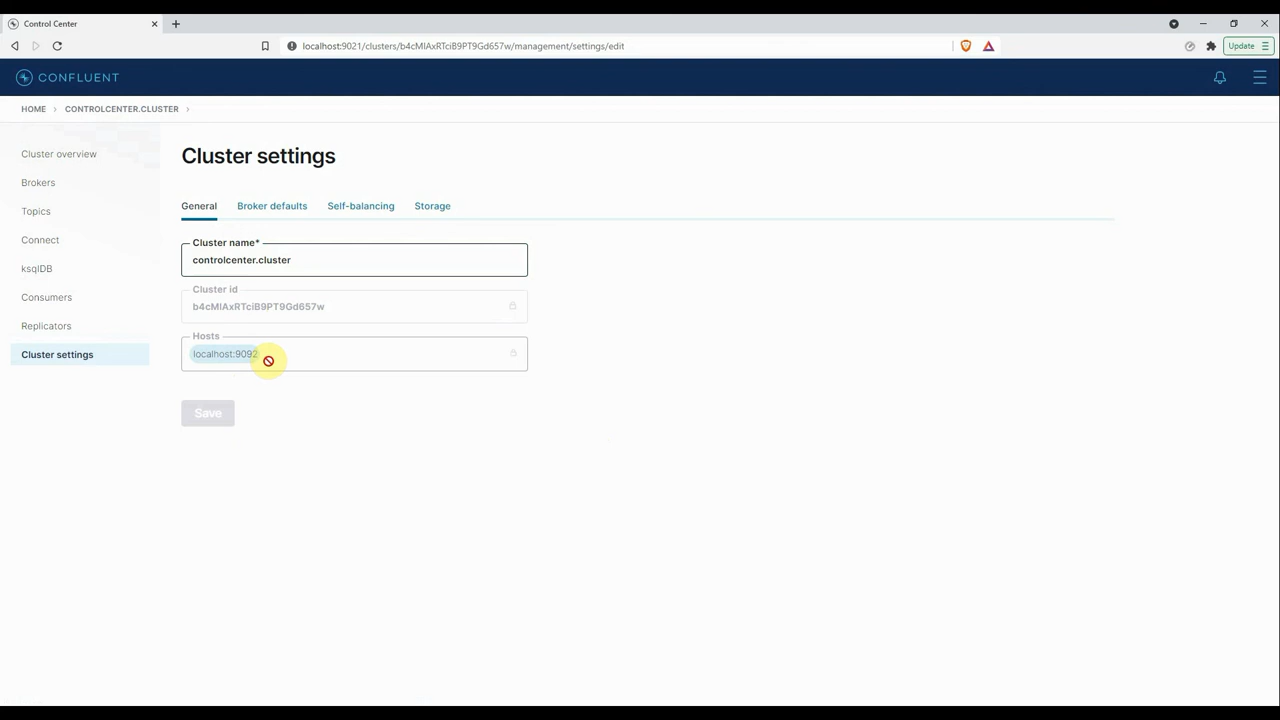 Control Center
localhost:9021/clusters/b4cMlAxRTciB9PT9Gd657w/management/settings/edit
Update
CONFLUENT
HOME > CONTROLCENTER.CLUSTER >
Cluster overview
Brokers
Topics
Connect
ksqlDB
Consumers
Replicators
Cluster settings
Cluster settings
General Broker defaults Self-balancing Storage
Cluster name*
controlcenter.cluster
Cluster id
b4cMlAxRTciB9PT9Gd657w
Hosts
localhost:9092
Save